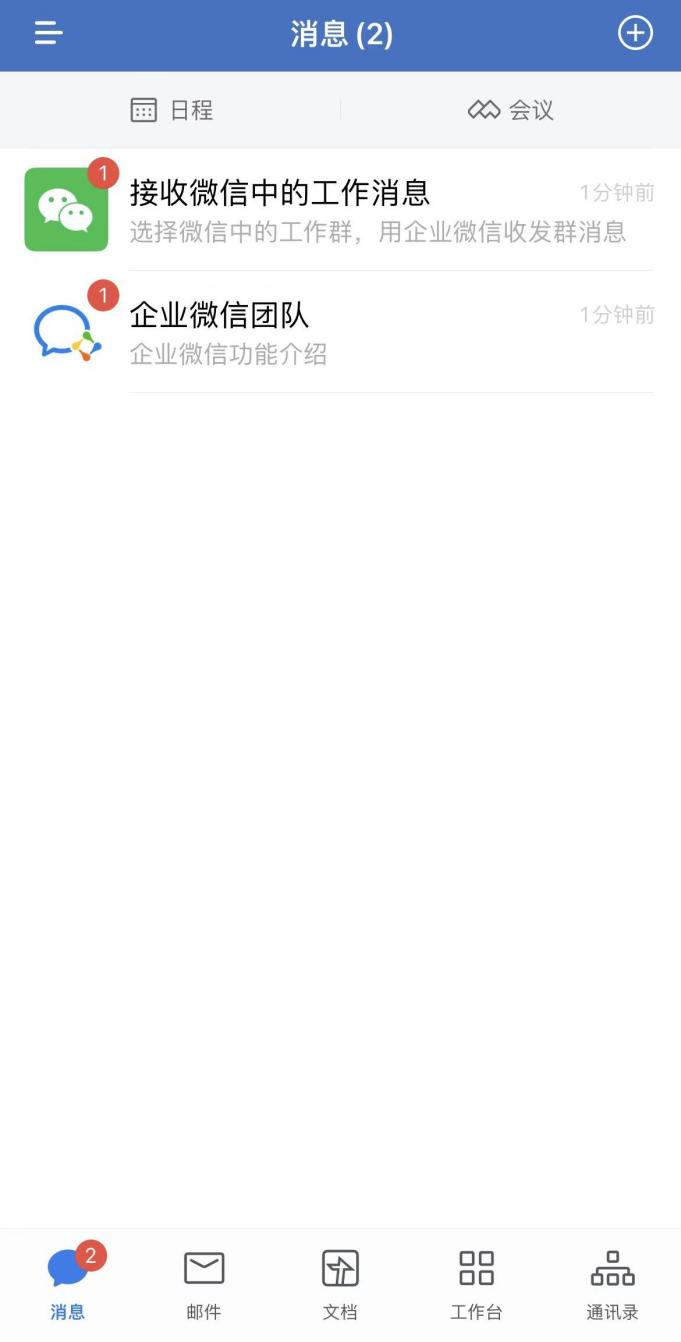 消息 (2)
日程
会议
1
接收微信中的工作消息
1分钟前
选择微信中的工作群，用企业微信收发群消息
1
企业微信团队
1分钟前
企业微信功能介绍
2
消息
邮件
文档
工作台
通讯录